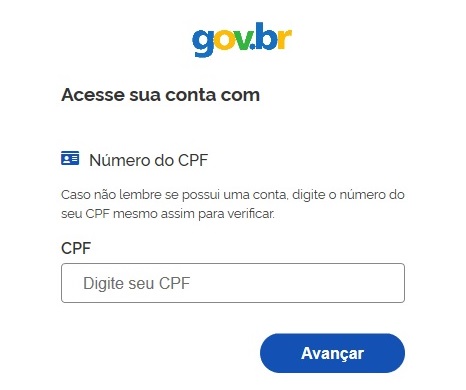 gov.br
Acesse sua conta com
Número do CPF
Caso não lembre se possui uma conta, digite o número do
seu CPF mesmo assim para verificar.
CPF
Digite seu CPF
Avançar